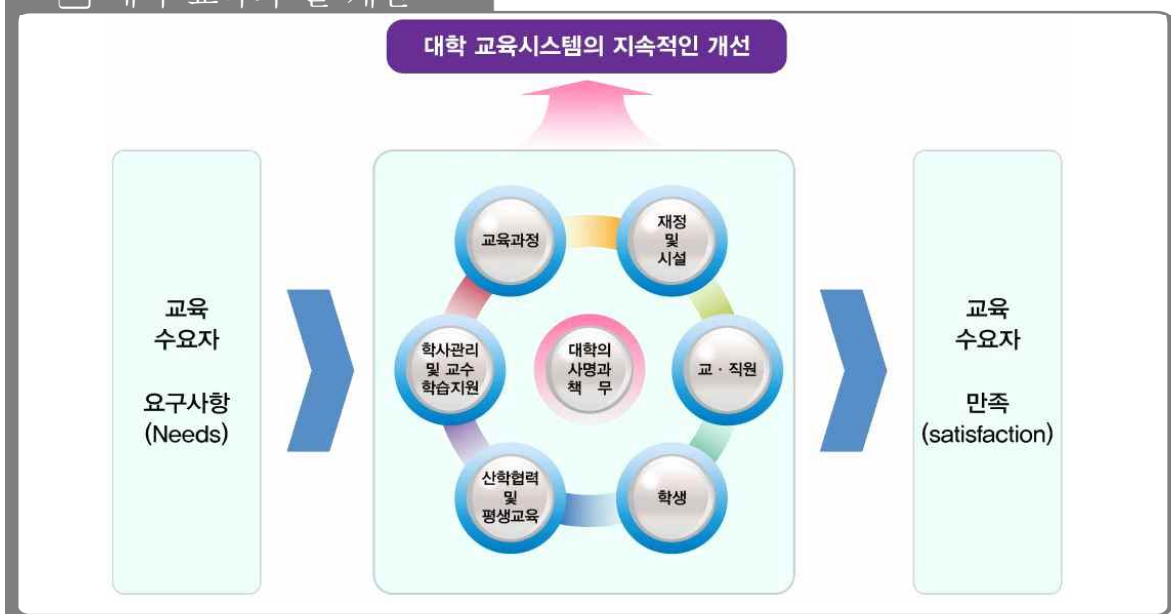 대학 교육시스템의 지속적인 개선
교육
수요자
요구사항
(Needs)
교육과정
재정
및
시설
학사관리
및 교수
학습지원
대학의
사명과
책 무
교 · 직원
산학협력
및
평생교육
학생
교육
수요자
만족
(satisfaction)